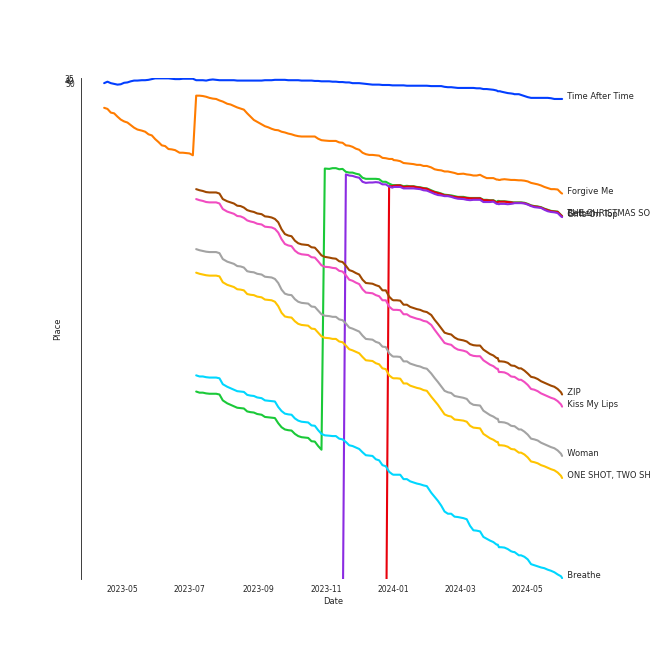 Time After Time
Forgive Me
ZIP
Kiss My Lips
Woman
ONE SHOT, TWO SH
Breathe
Place
2023-05
2023-07
2023-09
2023-11
2024-01
2024-03
2024-05
Date